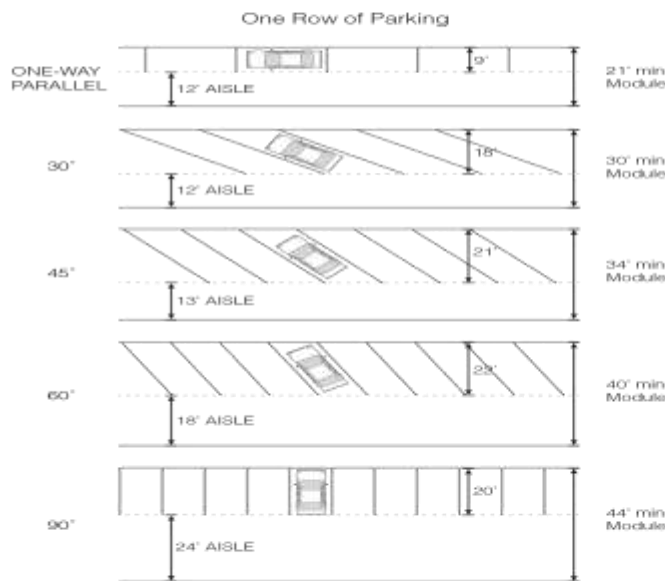 One Row of Parking
ONE-WAY
PARALLEL
9'
12' AISLE
21' min
Module
30°
18'
12' AISLE
30' min
Module
45°
21'
13' AISLE
34' min
Module
60°
22'
18' AISLE
40' min
Module
90°
20'
24' AISLE
44' min
Module